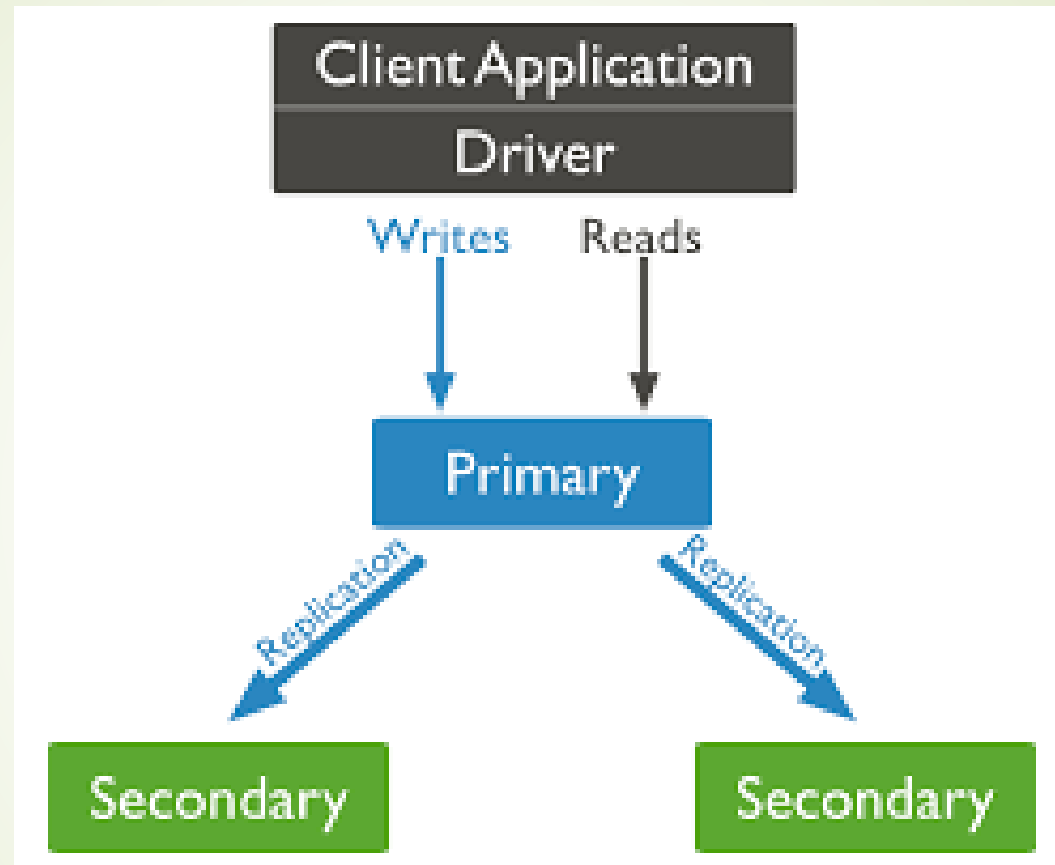 Client Application
Driver
Writes
Reads
Primary
Replication
Replication
Secondary
Secondary